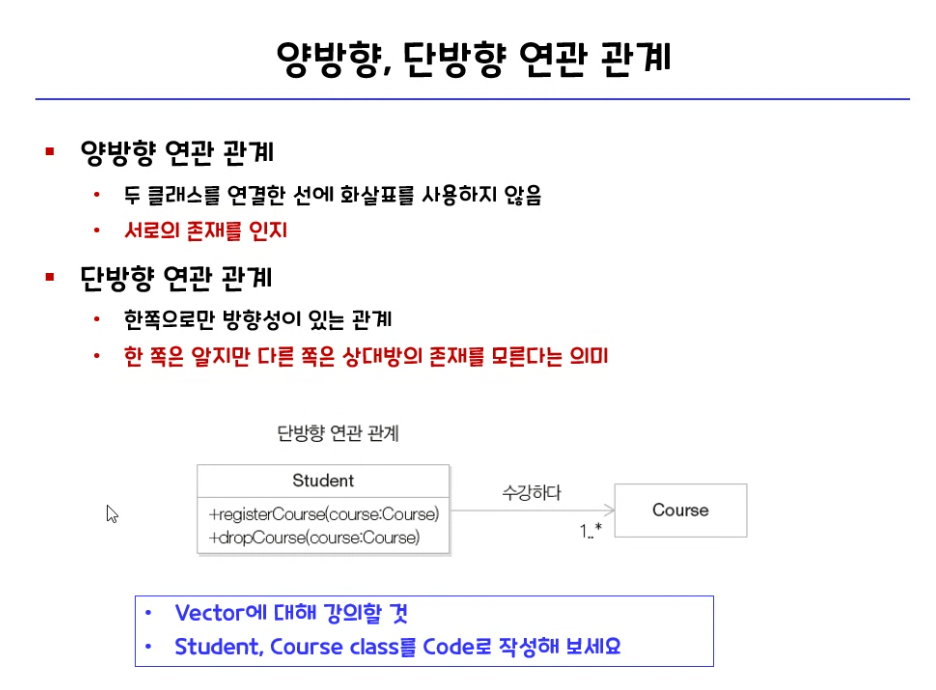 양방향, 단방향 연관 관계
▪ 양방향 연관 관계
• 두 클래스를 연결한 선에 화살표를 사용하지 않음
• 서로의 존재를 인지
▪ 단방향 연관 관계
• 한쪽으로만 방향성이 있는 관계
• 한 쪽은 알지만 다른 쪽은 상대방의 존재를 모른다는 의미
단방향 연관 관계
Student
+registerCourse(course:Course)
+dropCourse(course:Course)
수강하다
1..*
Course
• Vector에 대해 강의할 것
• Student, Course class를 Code로 작성해 보세요